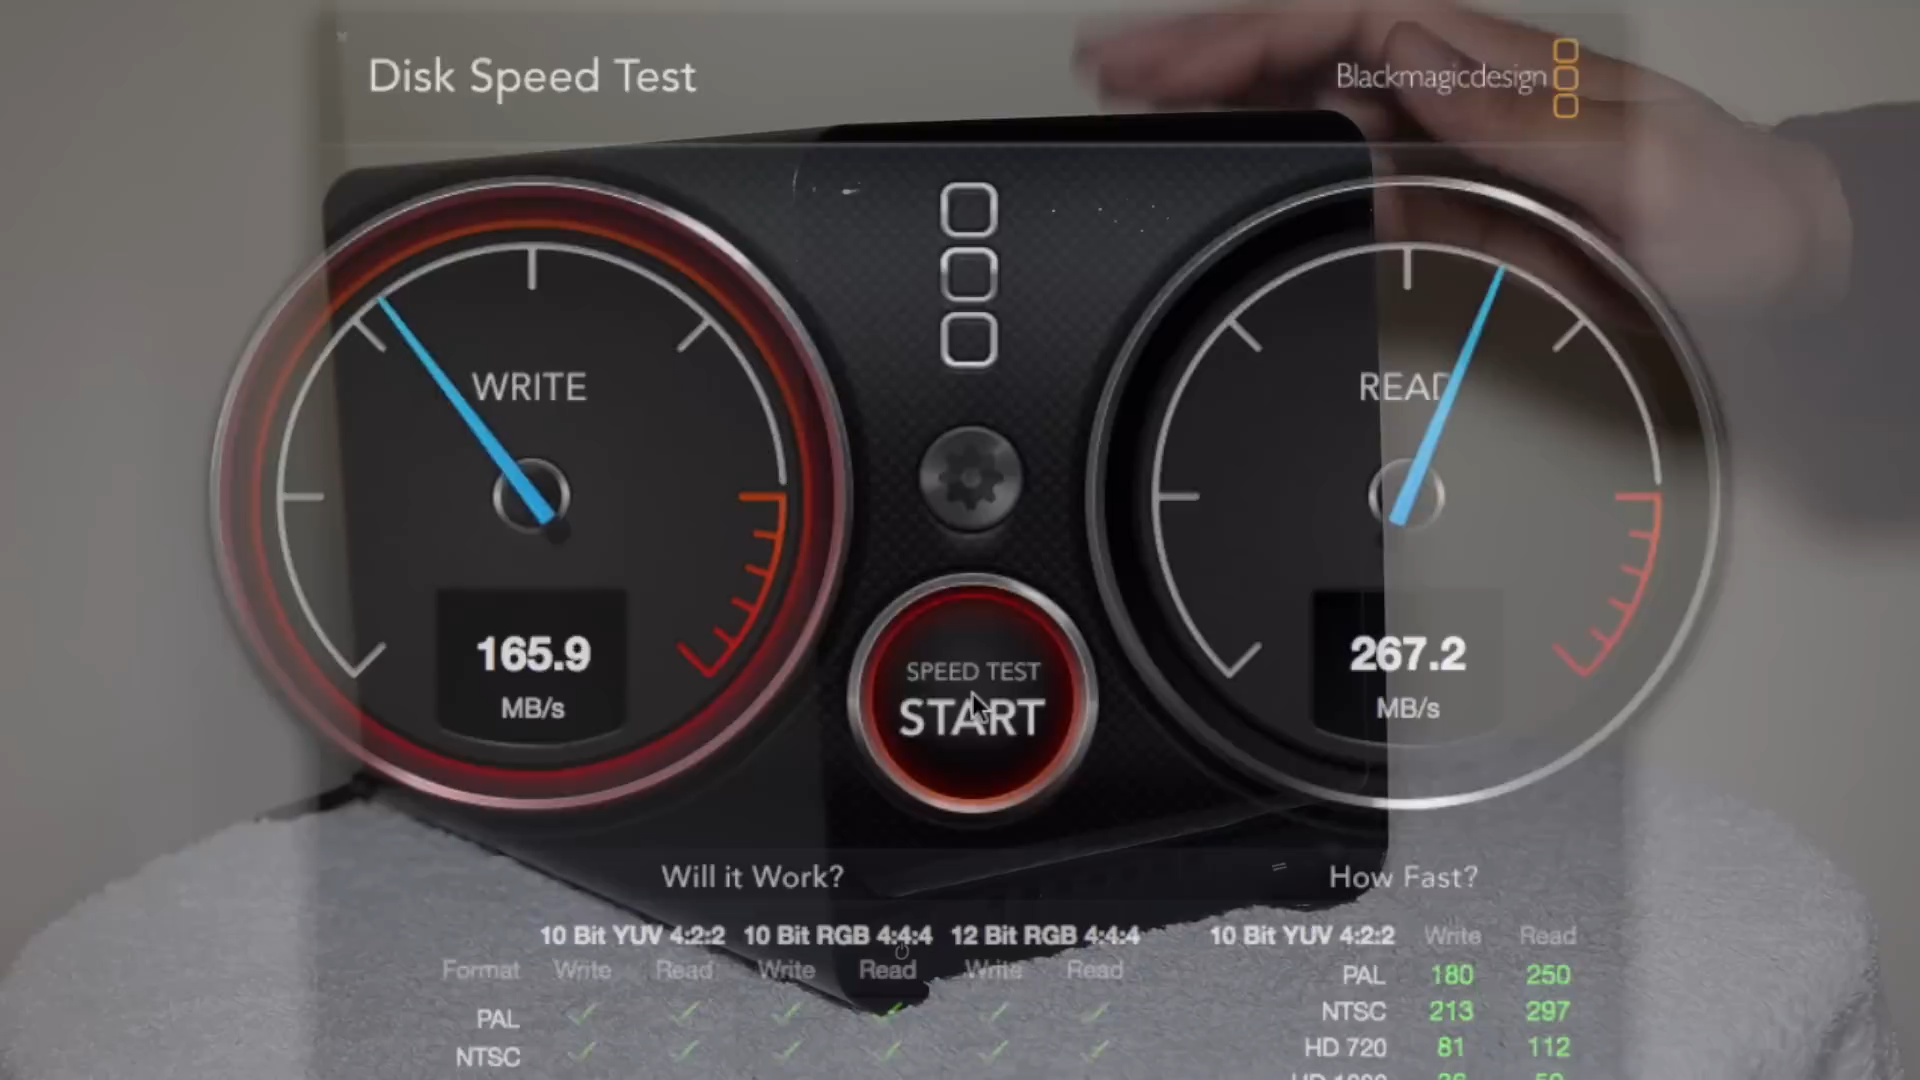 Disk Speed Test
Blackmagicdesign
WRITE
READ
165.9
MB/s
267.2
MB/s
SPEED TEST
START
Will it Work?
How Fast?
10 Bit YUV 4:2:2 10 Bit RGB 4:4:4 12 Bit RGB 4:4:4
Format Write Read Write Read Write Read
PAL
NTSC
10 Bit YUV 4:2:2 Write Read
PAL 180 250
NTSC 213 297
HD 720 81 112